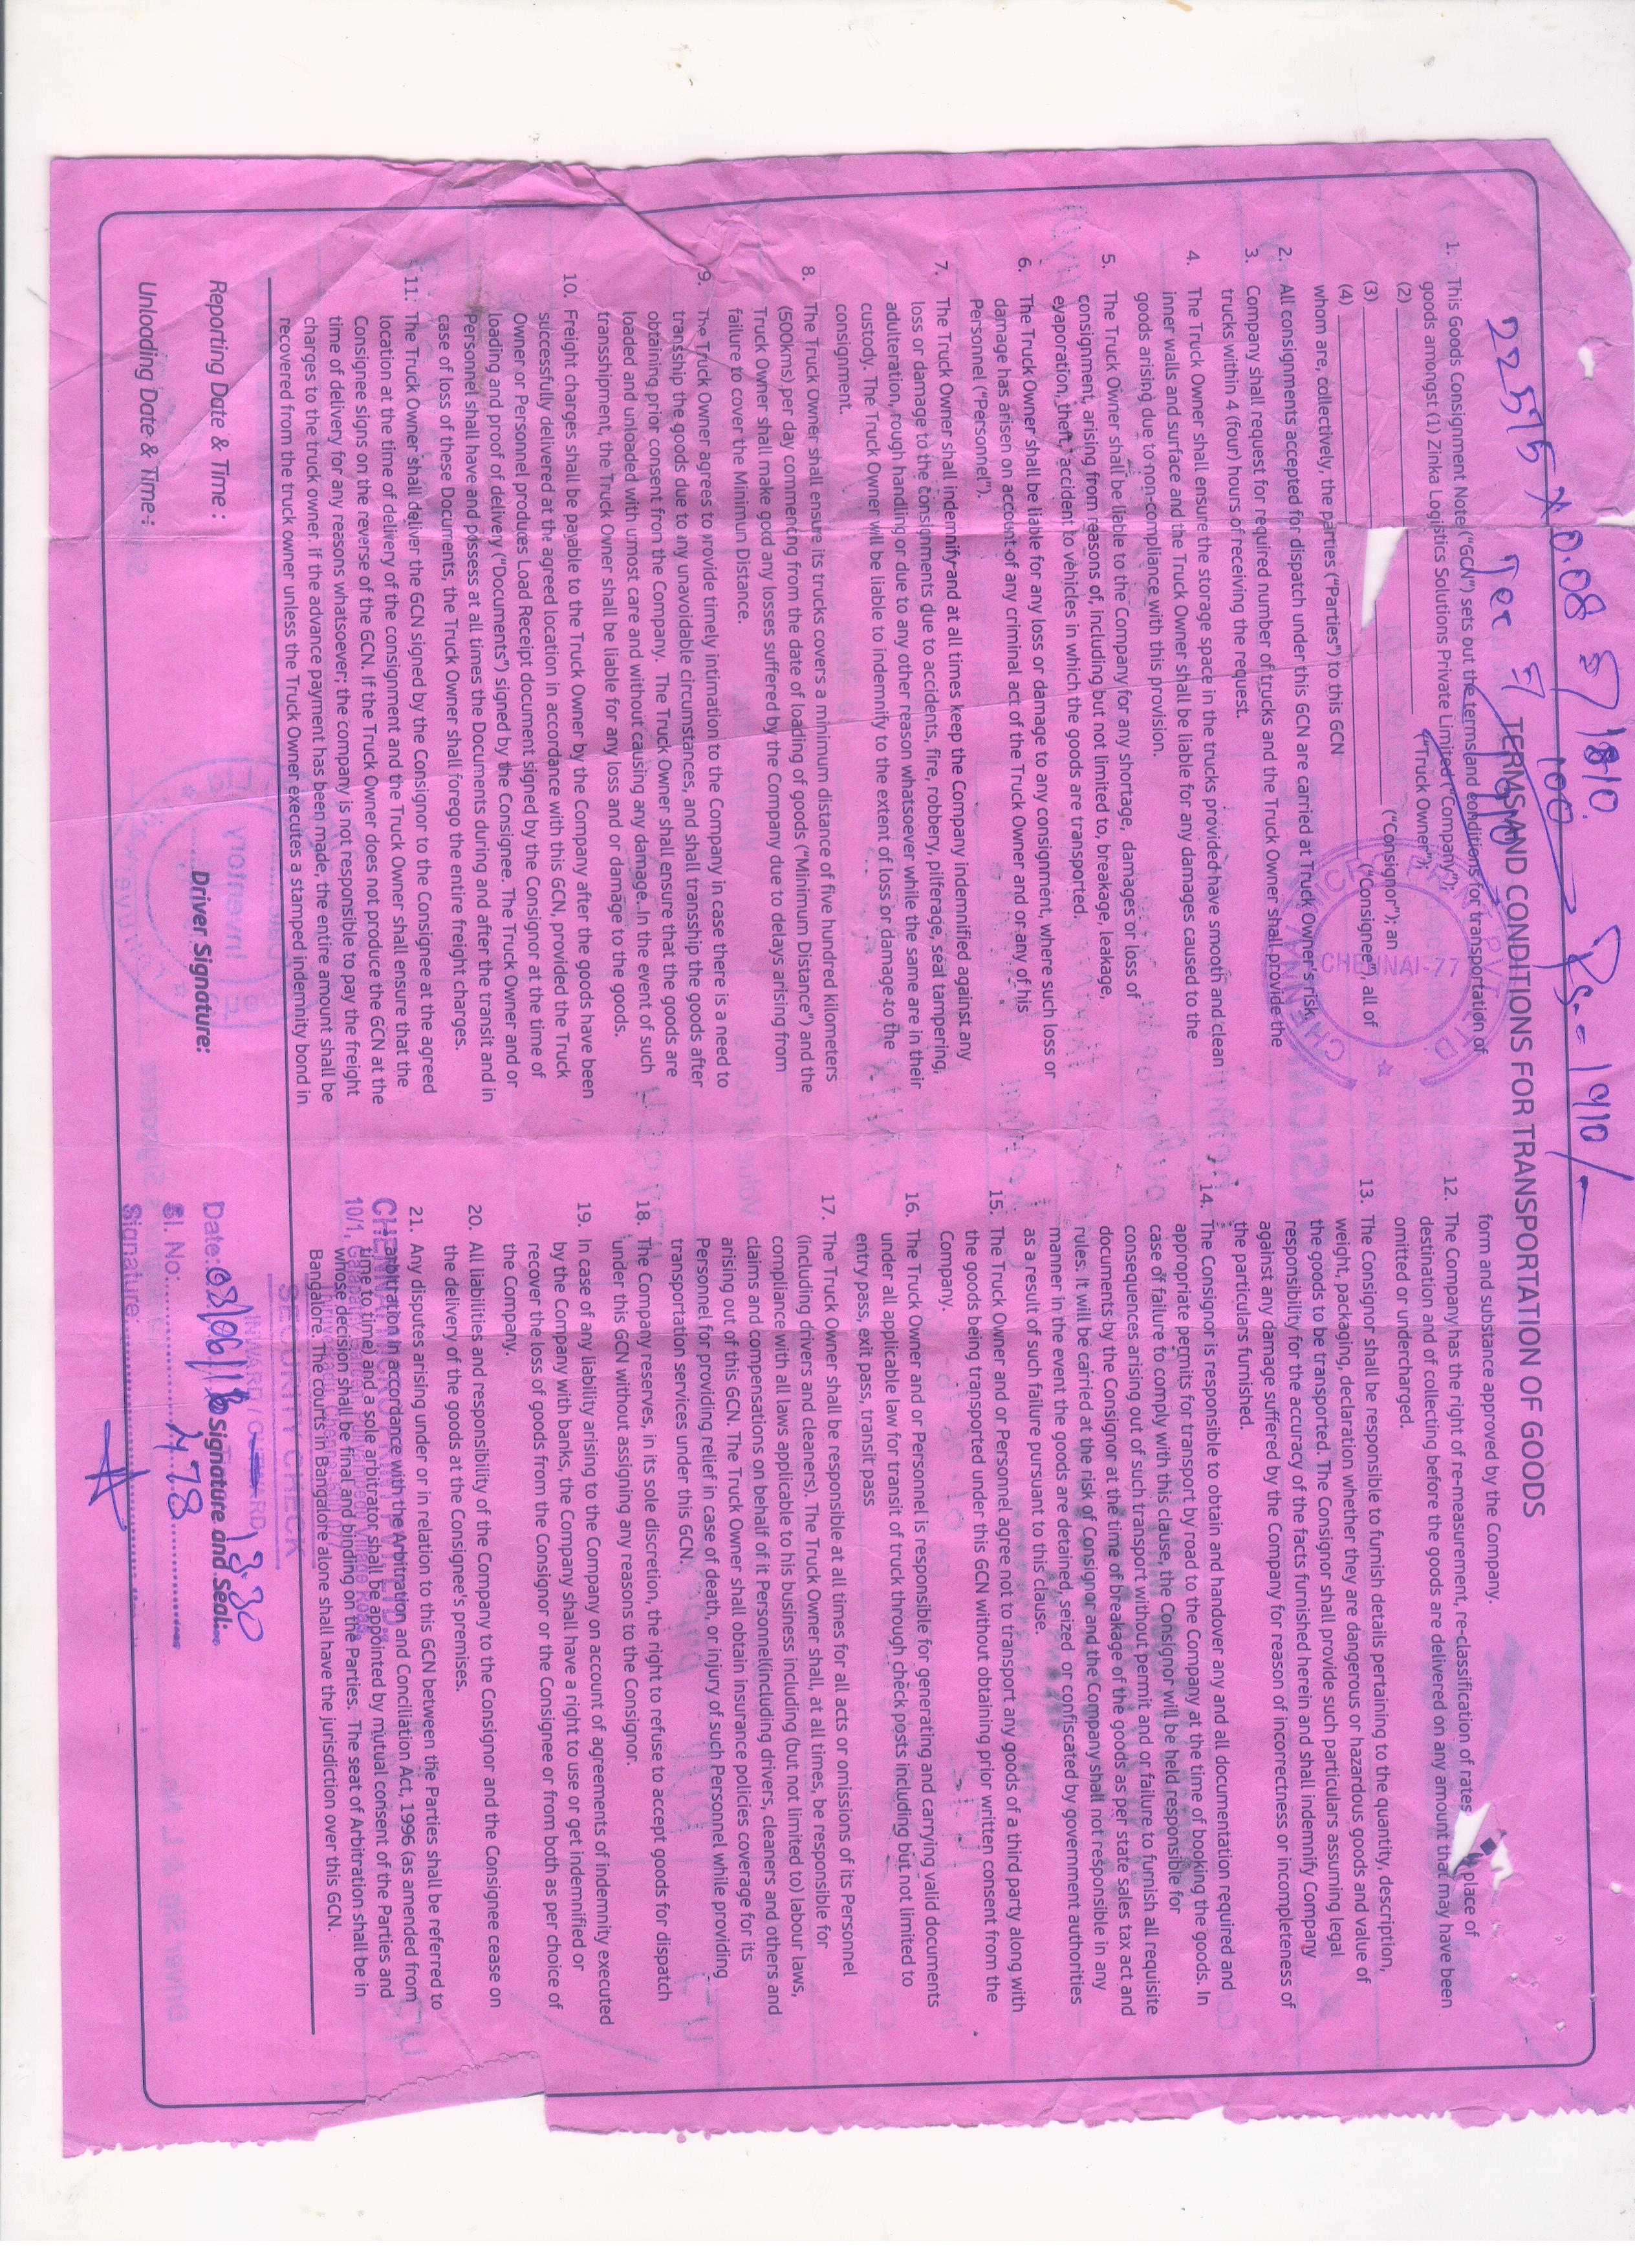 22575 x 0.08 = 1810.
Tec = 100
Rs - 1910/-
TERMS AND CONDITIONS FOR TRANSPORTATION OF GOODS
1. This Goods Consignment Note ("GCN") sets out the terms and conditions for transportation of
goods amongst (1) Zinka Logistics Solutions Private Limited ("Company");
(2) ("Truck Owner");
(3) ("Consignor"); an
(4) ("Consignee"), all of
whom are, collectively, the parties ("Parties") to this GCN
2. All consignments accepted for dispatch under this GCN are carried at Truck Owner's risk.
3. Company shall request for required number of trucks and the Truck Owner shall provide the
trucks within 4 (four) hours of receiving the request.
4. The Truck Owner shall ensure the storage space in the trucks provided have smooth and clean
inner walls and surface and the Truck Owner shall be liable for any damages caused to the
goods arising due to non-compliance with this provision.
5. The Truck Owner shall be liable to the Company for any shortage, damages or loss of
consignment, arising from reasons of, including but not limited to, breakage, leakage,
evaporation, theft, accident to vehicles in which the goods are transported.
6. The Truck Owner shall be liable for any loss or damage to any consignment, where such loss or
damage has arisen on account of any criminal act of the Truck Owner and or any of his
Personnel ("Personnel").
7. The Truck Owner shall indemnify and at all times keep the Company indemnified against any
loss or damage to the consignments due to accidents, fire, robbery, pilferage, seal tampering,
adulteration, rough handling or due to any other reason whatsoever while the same are in their
custody. The Truck Owner will be liable to indemnify to the extent of loss or damage to the
consignment.
8. The Truck Owner shall ensure its trucks covers a minimum distance of five hundred kilometers
(500kms) per day commencing from the date of loading of goods ("Minimum Distance") and the
Truck Owner shall make good any losses suffered by the Company due to delays arising from
failure to cover the Minimum Distance.
9. The Truck Owner agrees to provide timely intimation to the Company in case there is a need to
transship the goods due to any unavoidable circumstances, and shall transship the goods after
obtaining prior consent from the Company. The Truck Owner shall ensure that the goods are
loaded and unloaded with umost care and without causing any damage. In the event of such
transshipment, the Truck Owner shall be liable for any loss and or damage to the goods.
10. Freight charges shall be payable to the Truck Owner by the Company after the goods have been
successfully delivered at the agreed location in accordance with this GCN, provided the Truck
Owner or Personnel produces Load Receipt document signed by the Consignor at the time of
loading and proof of delivery ("Documents") signed by the Consignee. The Truck Owner and or
Personnel shall have and possess at all times the Documents during and after the transit and in
case of loss of these Documents, the Truck Owner shall forego the entire freight charges.
11. The Truck Owner shall deliver the GCN signed by the Consignor to the Consignee at the agreed
location at the time of delivery of the consignment and the Truck Owner shall ensure that the
Consignee signs on the reverse of the GCN. If the Truck Owner does not produce the GCN at the
time of delivery for any reasons whatsoever; the company is not responsible to pay the freight
charges to the truck owner. If the advance payment has been made, the entire amount shall be
recovered from the truck owner unless the Truck Owner executes a stamped indemnity bond in
form and substance approved by the Company.
12. The Company has the right of re-measurement, re-classification of rates place of
destination and of collecting before the goods are delivered on any amount that may have been
omitted or undercharged.
13. The Consignor shall be responsible to furnish details pertaining to the quantity, description,
weight, packaging, declaration whether they are dangerous or hazardous goods and value of
the goods to be transported. The Consignor shall provide such particulars assuming legal
responsibility for the accuracy of the facts furnished herein and shall indemnify Company
against any damage suffered by the Company for reason of incorrectness or incompleteness of
the particulars furnished.
14. The Consignor is responsible to obtain and handover any and all documentation required and
appropriate permits for transport by road to the Company at the time of booking the goods. In
case of failure to comply with this clause, the Consignor will be held responsible for
consequences arising out of such transport without permit and or failure to furnish all requisite
documents by the Consignor at the time of breakage of the goods as per state sales tax act and
rules. It will be carried at the risk of Consignor and the Company shall not responsible in any
manner in the event the goods are detained, seized or confiscated by government authorities
as a result of such failure pursuant to this clause.
15. The Truck Owner and or Personnel agree not to transport any goods of a third party along with
the goods being transported under this GCN without obtaining prior written consent from the
Company.
16. The Truck Owner and or Personnel is responsible for generating and carrying valid documents
under all applicable law for transit of truck through check posts including but not limited to
entry pass, exit pass, transit pass
17. The Truck Owner shall be responsible at all times for all acts or omissions of its Personnel
(including drivers and cleaners). The Truck Owner shall, at all times, be responsible for
compliance with all laws applicable to his business including (but not limited to) labour laws,
claims and compensations on behalf of it Personnel(including drivers, cleaners and others and
arising out of this GCN. The Truck Owner shall obtain insurance policies coverage for its
Personnel for providing relief in case of death, or injury of such Personnel while providing
transportation services under this GCN.
18. The Company reserves, in its sole discretion, the right to refuse to accept goods for dispatch
under this GCN without assigning any reasons to the Consignor.
19. In case of any liability arising to the Company on account of agreements of indemnity executed
by the Company with banks, the Company shall have a right to use or get indemnified or
recover the loss of goods from the Consignor or the Consignee or from both as per choice of
the Company.
20. All liabilities and responsibility of the Company to the Consignor and the Consignee cease on
the delivery of the goods at the Consignee's premises.
21. Any disputes arising under or in relation to this GCN between the Parties shall be referred to
arbitration in accordance with the Arbitration and Conciliation Act, 1996 (as amended from
time to time) and a sole arbitrator shall be appointed by mutual consent of the Parties and
whose decision shall be final and binding on the Parties. The seat of Arbitration shall be in
Bangalore. The courts in Bangalore alone shall have the jurisdiction over this GCN.
CHENNAI-77
SECURITY CHECK
Reporting Date & Time :
Unloading Date & Time :
Driver Signature:
Signature and Seal:
Date: 03/06/18 13.30
Sl. No:
Signature: